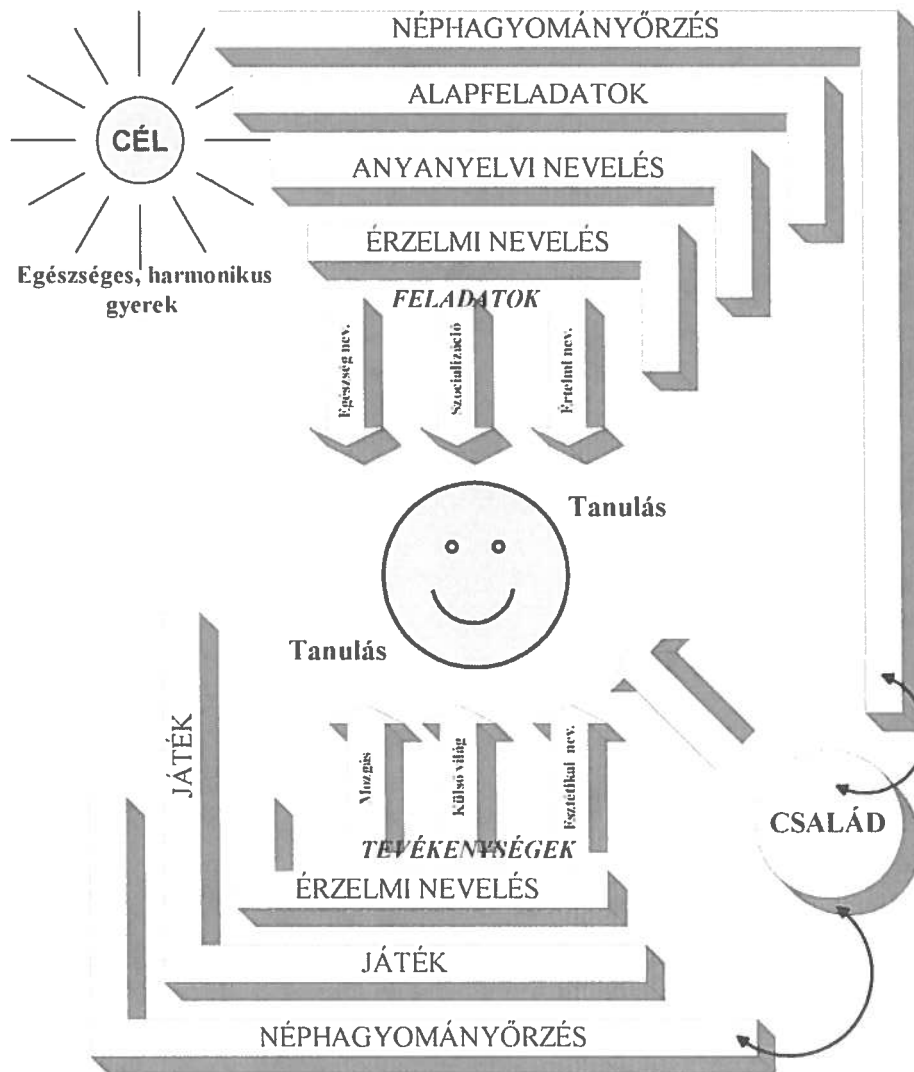 NÉPHAGYOMÁNYŐRZÉS
ALAPFELADATOK
CÉL
ANYANYELVI NEVELÉS
ÉRZELMI NEVELÉS
Egészséges, harmonikus
gyerek
FELADATOK
Egészség nev.
Szocializáció
Értelmi nev.
Tanulás
Tanulás
JÁTÉK
Mozgás
Külső világ
Esztétikai nev.
CSALÁD
TEVÉKENYSÉGEK
ÉRZELMI NEVELÉS
JÁTÉK
NÉPHAGYOMÁNYŐRZÉS